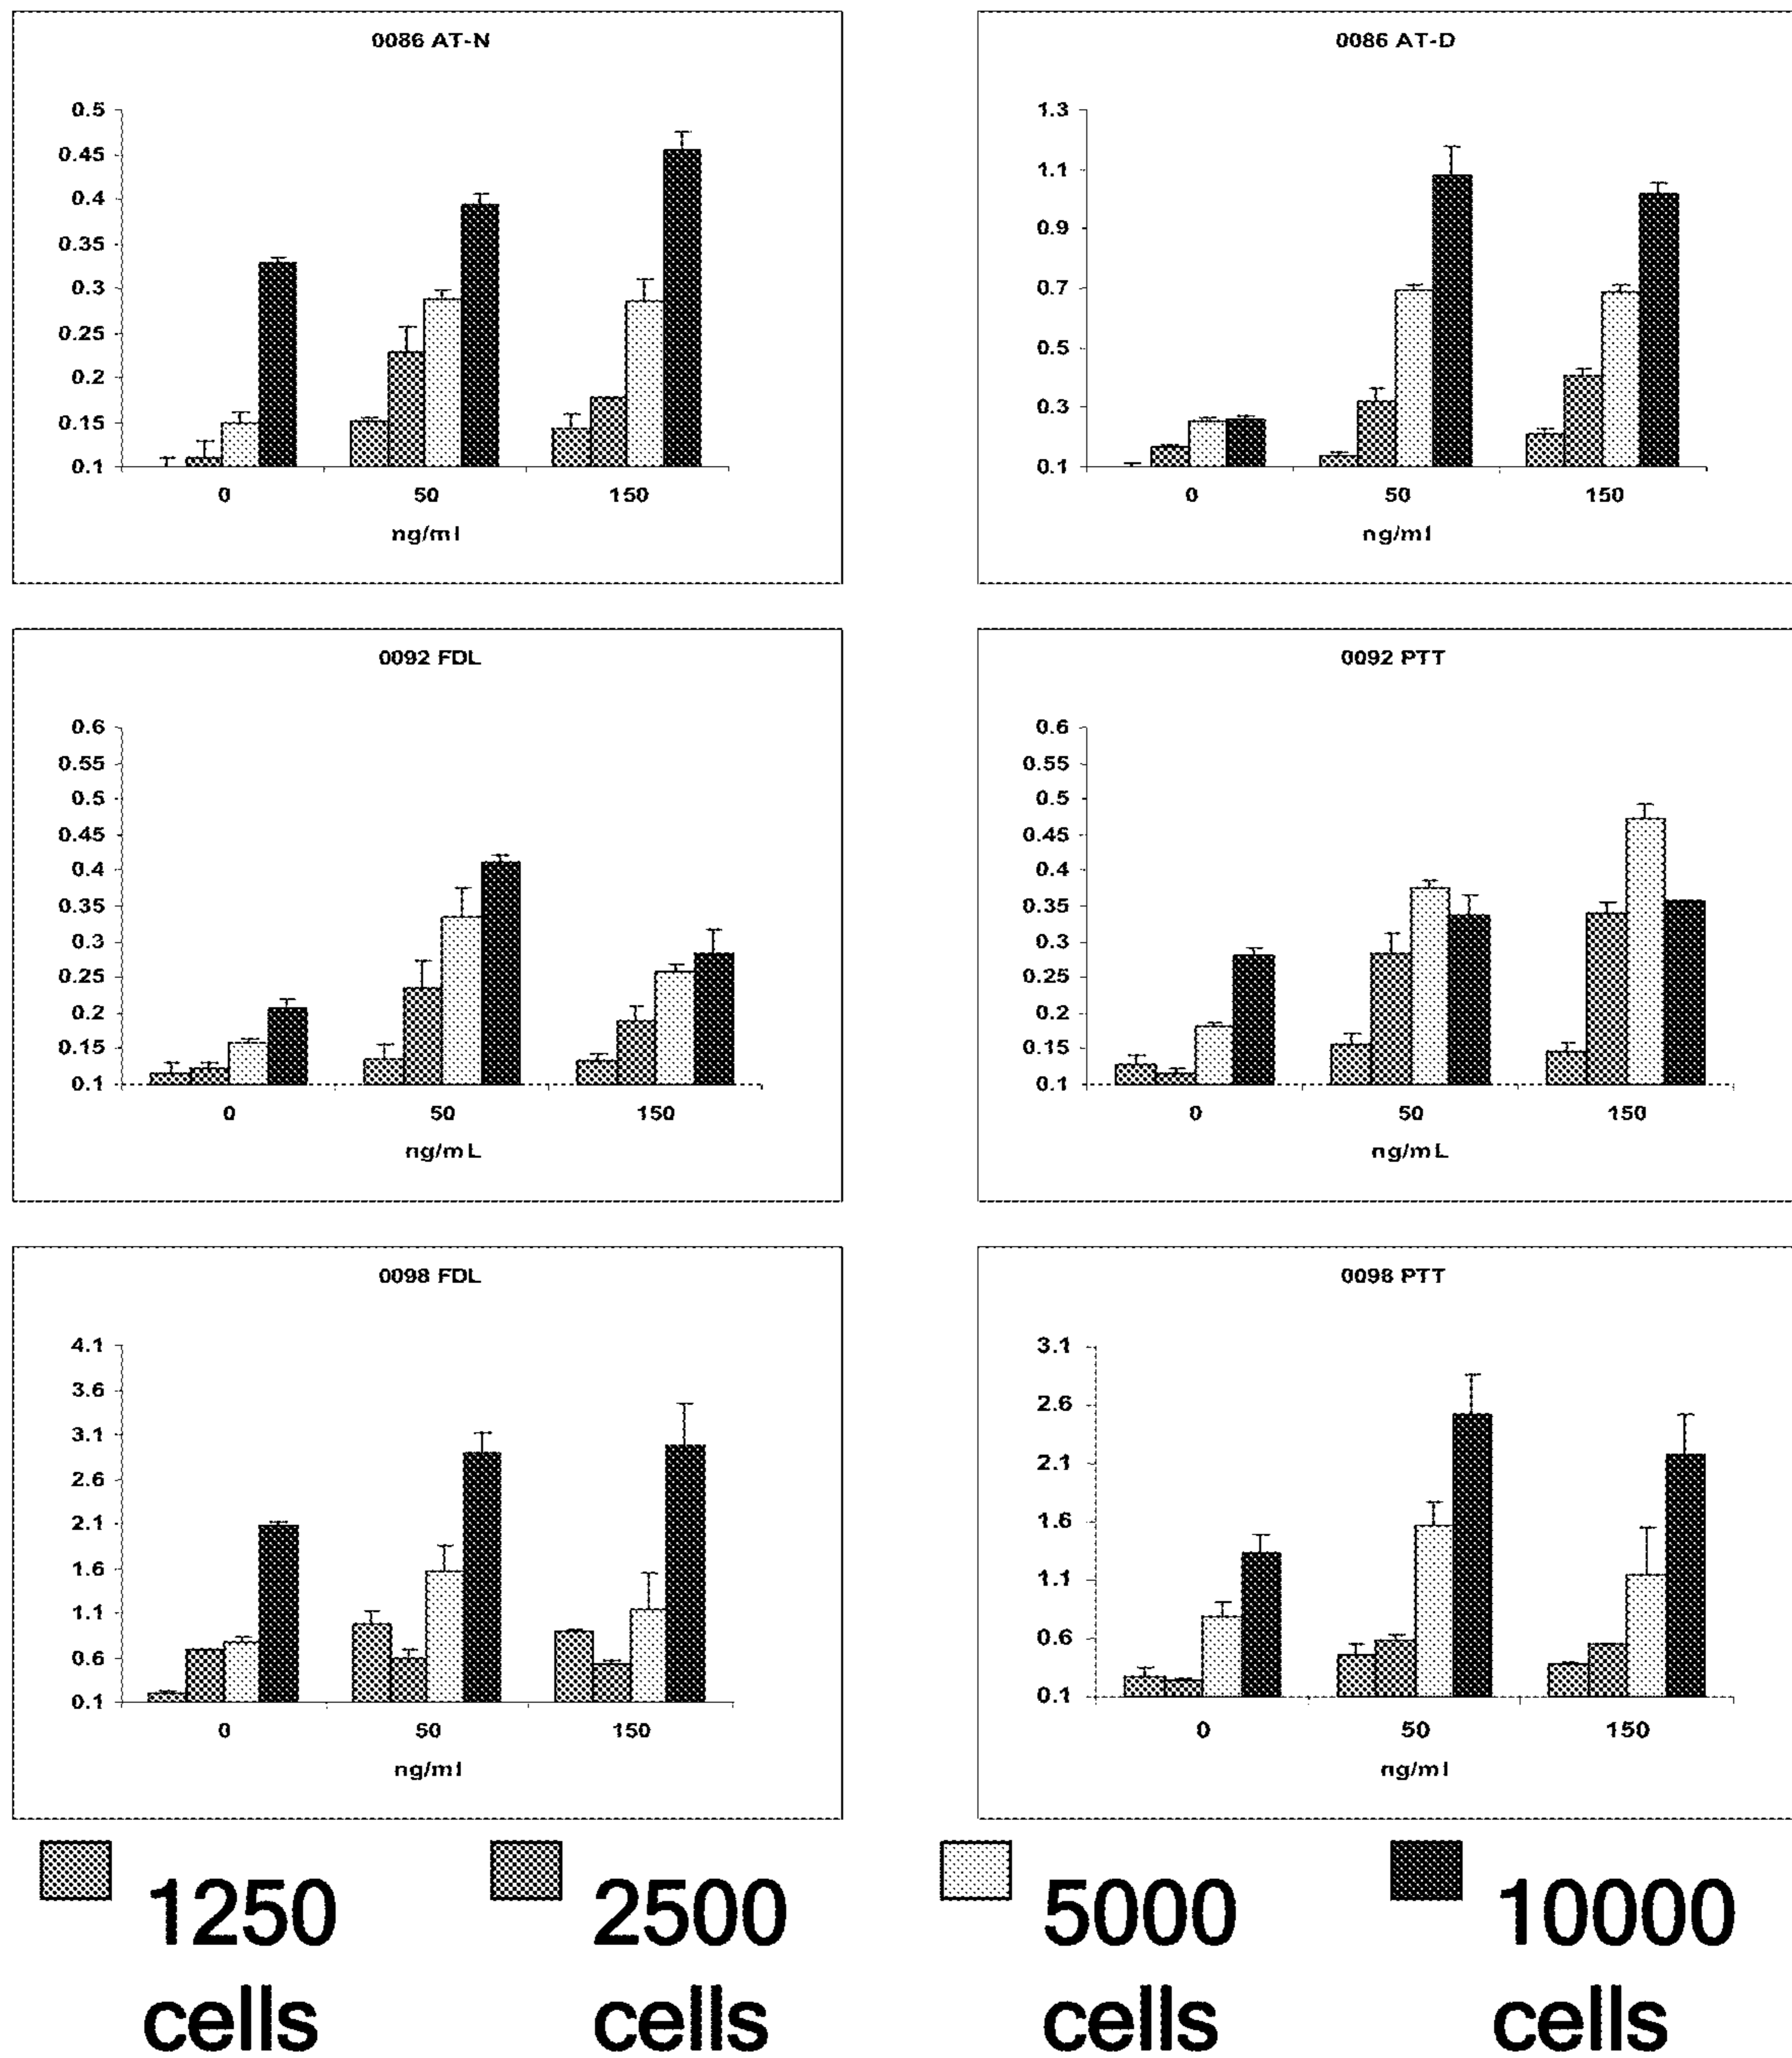 0086 AT-N
0.5
0.45
0.4
0.35
0.3
0.25
0.2
0.15
0.1
0 50 150
ng/ml
0086 AT-D
1.3
1.1
0.9
0.7
0.5
0.3
0.1
0 50 150
ng/ml
0092 FDL
0.6
0.55
0.5
0.45
0.4
0.35
0.3
0.25
0.2
0.15
0.1
0 50 150
ng/mL
0092 PTT
0.6
0.55
0.5
0.45
0.4
0.35
0.3
0.25
0.2
0.15
0.1
0 50 150
ng/mL
0098 FDL
4.1
3.6
3.1
2.6
2.1
1.6
1.1
0.6
0.1
0 50 150
ng/ml
0098 PTT
3.1
2.6
2.1
1.6
1.1
0.6
0.1
0 50 150
ng/ml
1250
cells
2500
cells
5000
cells
10000
cells